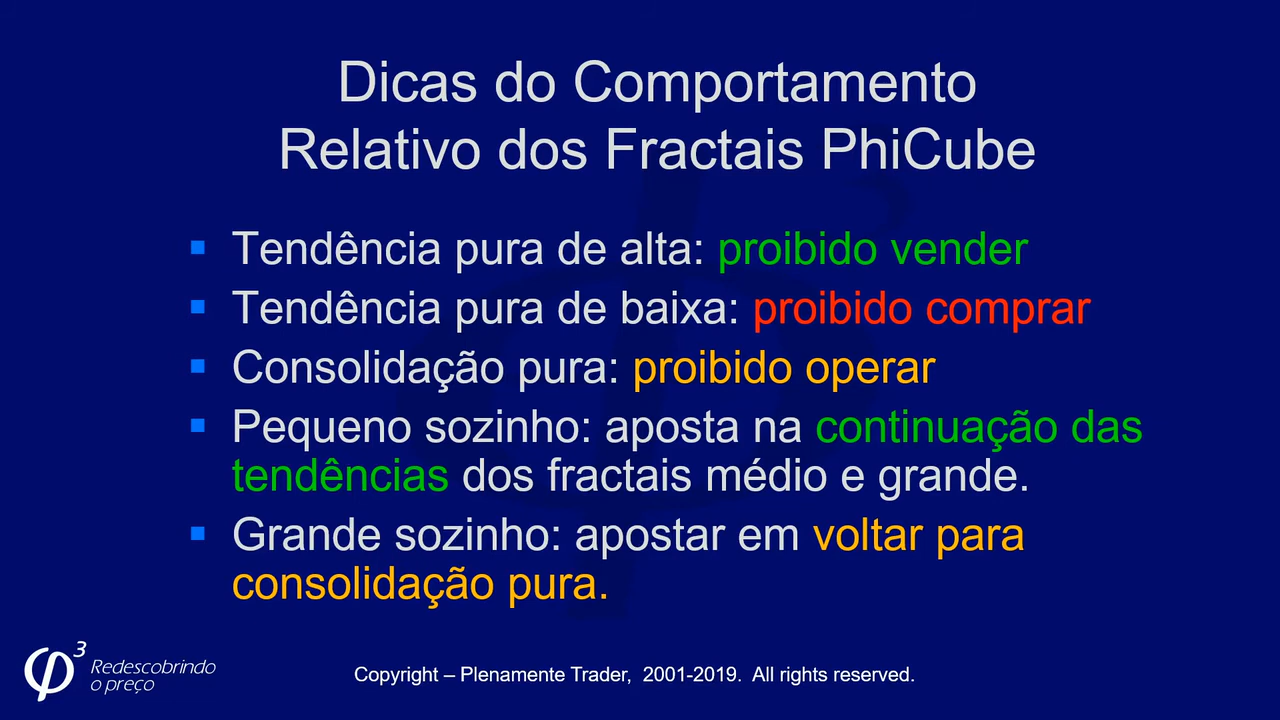 Dicas do Comportamento
Relativo dos Fractais PhiCube
▪ Tendência pura de alta: proibido vender
▪ Tendência pura de baixa: proibido comprar
▪ Consolidação pura: proibido operar
▪ Pequeno sozinho: aposta na continuação das
tendências dos fractais médio e grande.
▪ Grande sozinho: apostar em voltar para
consolidação pura.
φ³ Redescobrindo
o preço
Copyright – Plenamente Trader, 2001-2019. All rights reserved.